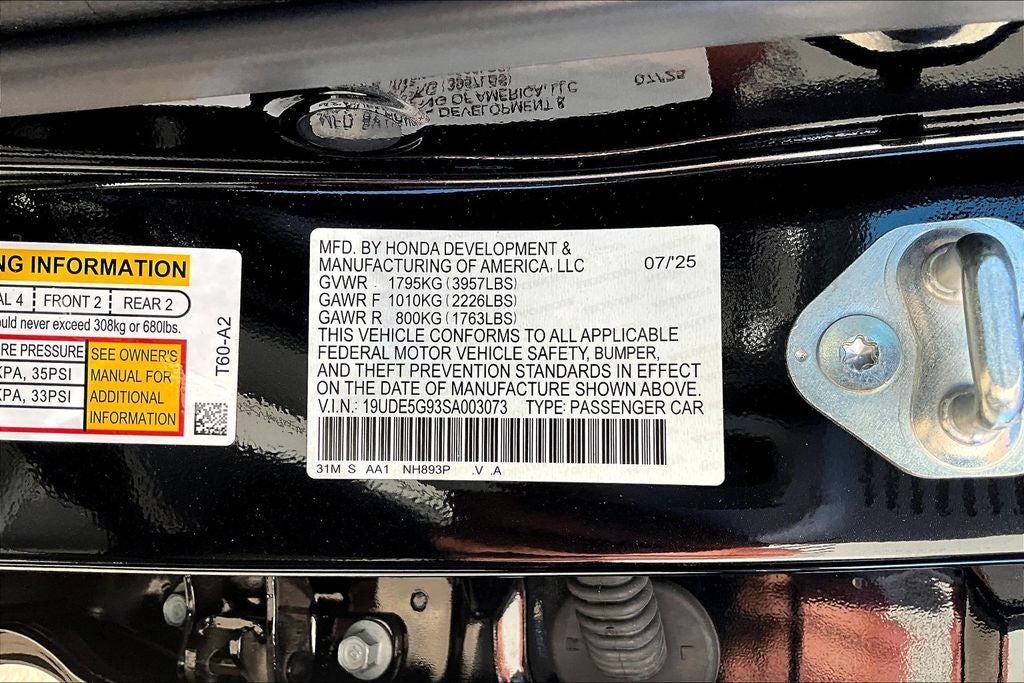 NG INFORMATION
AL 4 FRONT 2 REAR 2
ould never exceed 308kg or 680lbs.
RE PRESSURE
KPA, 35PSI
KPA, 33PSI
SEE OWNER'S
MANUAL FOR
ADDITIONAL
INFORMATION
T60-A2
MFD. BY HONDA DEVELOPMENT &
MANUFACTURING OF AMERICA, LLC 07/'25
GVWR 1795KG (3957LBS)
GAWR F 1010KG (2226LBS)
GAWR R 800KG (1763LBS)
THIS VEHICLE CONFORMS TO ALL APPLICABLE
FEDERAL MOTOR VEHICLE SAFETY, BUMPER,
AND THEFT PREVENTION STANDARDS IN EFFECT
ON THE DATE OF MANUFACTURE SHOWN ABOVE.
V.I.N.: 19UDE5G93SA003073 TYPE: PASSENGER CAR
31M S AA1 NH893P .V .A
R L